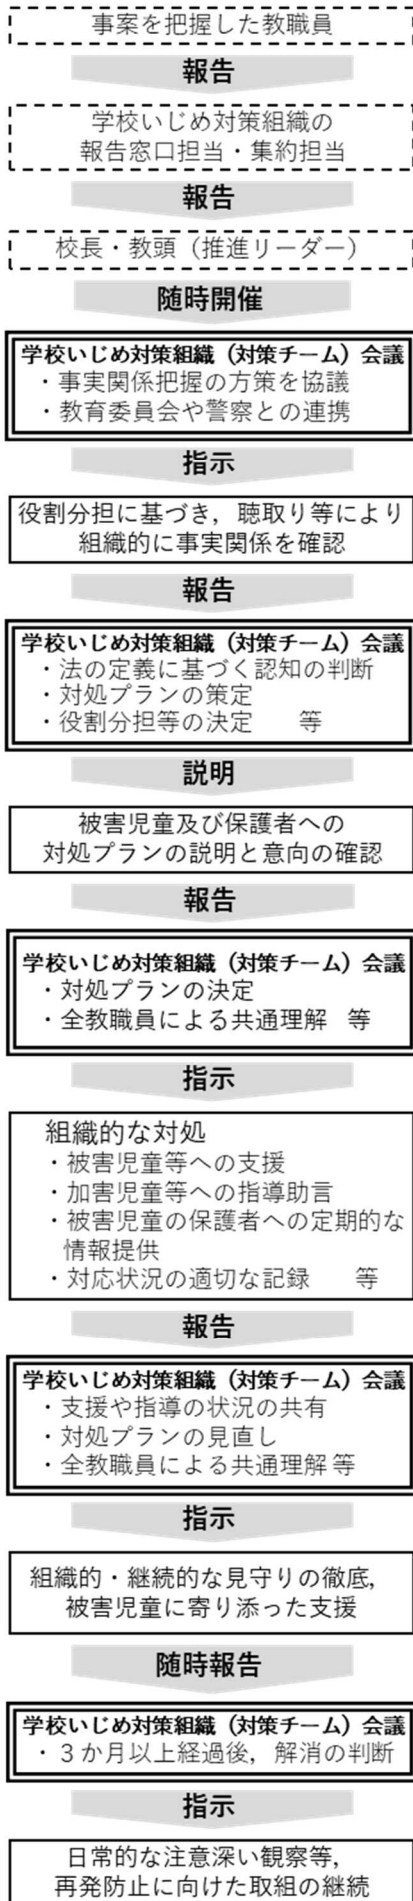 事案を把握した教職員
報告
学校いじめ対策組織の
報告窓口担当・集約担当
報告
校長・教頭（推進リーダー）
随時開催
学校いじめ対策組織（対策チーム）会議
・事実関係把握の方策を協議
・教育委員会や警察との連携
指示
役割分担に基づき，聴取り等により
組織的に事実関係を確認
報告
学校いじめ対策組織（対策チーム）会議
・法の定義に基づく認知の判断
・対処プランの策定
・役割分担等の決定　　等
説明
被害児童及び保護者への
対処プランの説明と意向の確認
報告
学校いじめ対策組織（対策チーム）会議
・対処プランの決定
・全教職員による共通理解　等
指示
組織的な対処
・被害児童等への支援
・加害児童等への指導助言
・被害児童の保護者への定期的な
情報提供
・対応状況の適切な記録　　等
報告
学校いじめ対策組織（対策チーム）会議
・支援や指導の状況の共有
・対処プランの見直し
・全教職員による共通理解 等
指示
組織的・継続的な見守りの徹底，
被害児童に寄り添った支援
随時報告
学校いじめ対策組織（対策チーム）会議
・３か月以上経過後，解消の判断
指示
日常的な注意深い観察等，
再発防止に向けた取組の継続